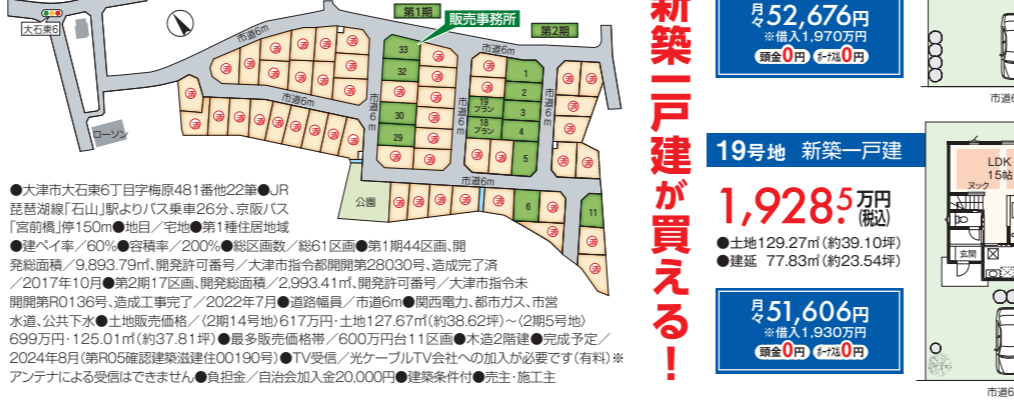 大石東6
第1期
販売事務所
第2期
市道6m
33
32
30
29
市道6m
市道6m
市道6m
19
プラン
18
プラン
1
2
3
4
5
6
11
市道6m
市道6m
済
ローソン
公園
●大津市大石東6丁目字梅原481番他22筆●JR
琵琶湖線「石山」駅よりバス乗車26分、京阪バス
「宮前橋」停150m●地目/宅地●第1種住居地域
●建ペイ率/60%●容積率/200%●総区画数/総61区画●第1期44区画、開
発総面積/9,893.79㎡、開発許可番号/大津市指令都開開第28030号、造成完了済
/2017年10月●第2期17区画、開発総面積/2,993.41㎡、開発許可番号/大津市指令未
開開第R0136号、造成工事完了/2022年7月●道路幅員/市道6m●関西電力、都市ガス、市営
水道、公共下水●土地販売価格/〈2期14号地〉617万円・土地127.67㎡(約38.62坪)~〈2期5号地〉
699万円・125.01㎡(約37.81坪)●最多販売価格帯/600万円台11区画●木造2階建●完成予定/
2024年8月(第R05確認建築滋建住00190号)●TV受信/光ケーブルTV会社への加入が必要です(有料)※
アンテナによる受信はできません●負担金/自治会加入金20,000円●建築条件付●売主・施工主
新築一戸建が買える!
月々52,676円
※借入1,970万円
頭金0円 ボーナス払0円
19号地 新築一戸建
1,928.5万円(税込)
●土地129.27㎡(約39.10坪)
●建延 77.83㎡(約23.54坪)
月々51,606円
※借入1,930万円
頭金0円 ボーナス払0円
市道6
LDK
15帖
ヌック
玄関
市道6